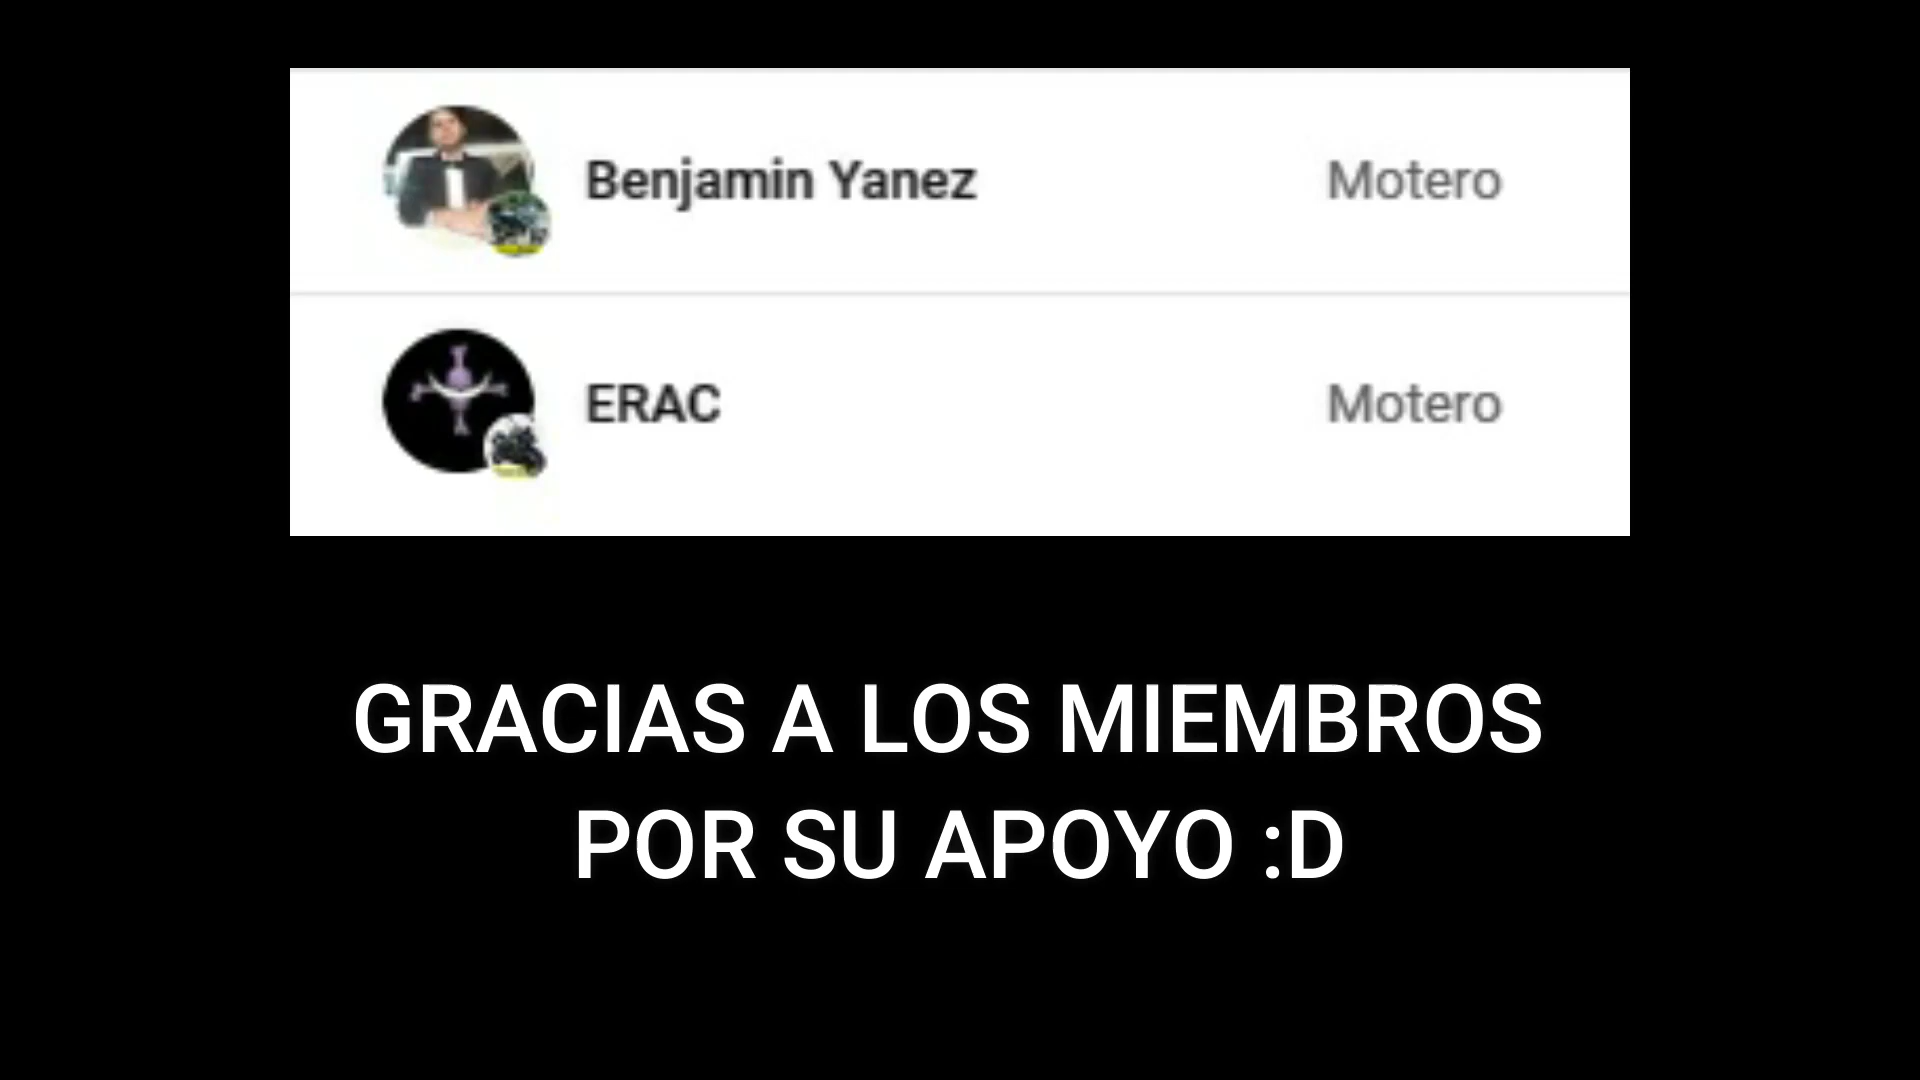 Benjamin Yanez Motero
ERAC Motero
GRACIAS A LOS MIEMBROS
POR SU APOYO :D